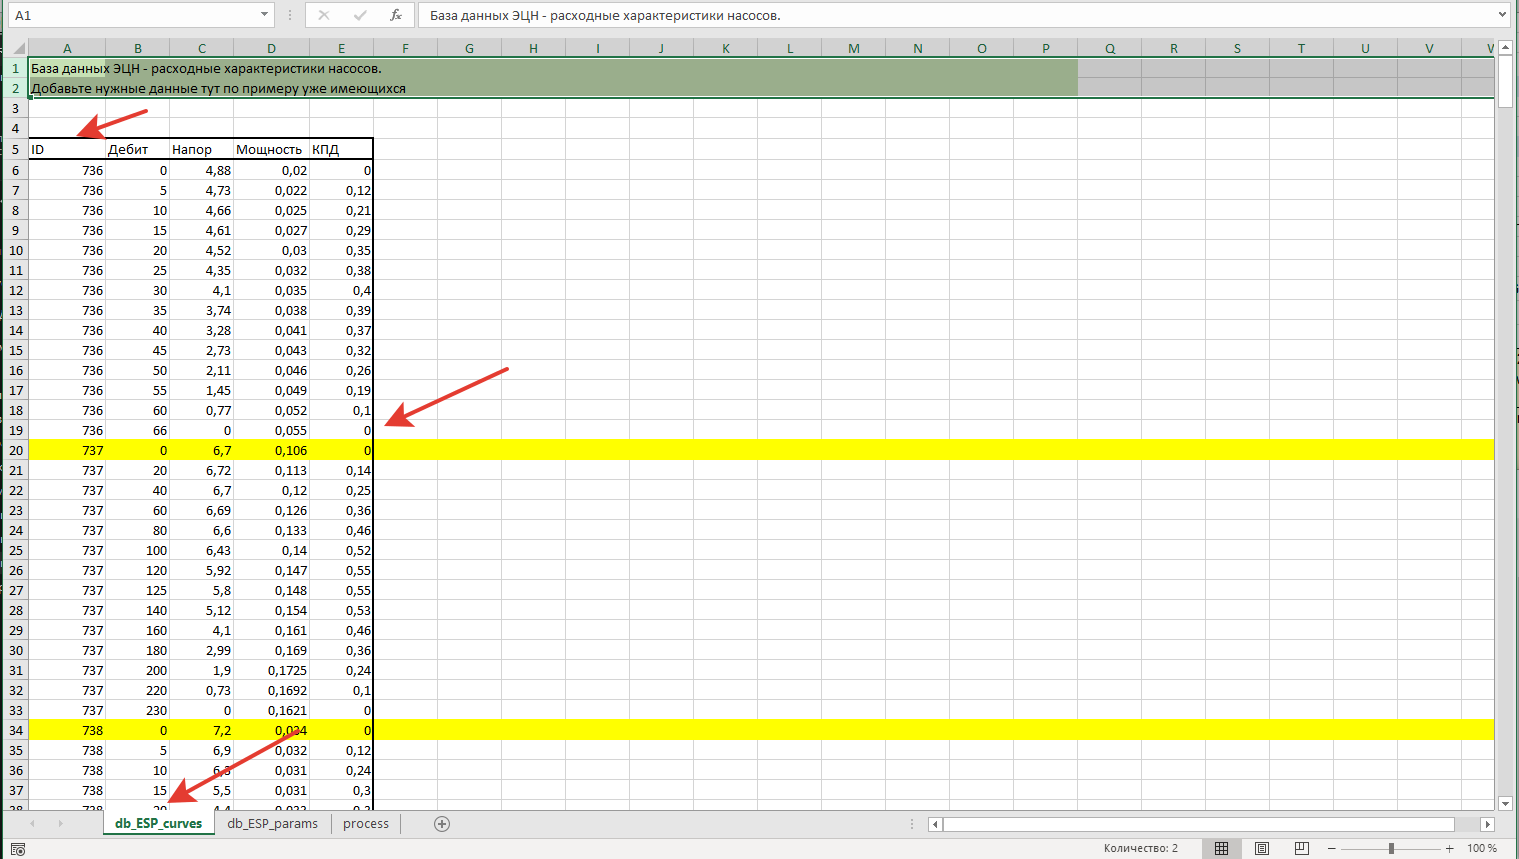 A1
fx
База данных ЭЦН - расходные характеристики насосов.
A B C D E F G H I J K L M N O P Q R S T U V
1 База данных ЭЦН - расходные характеристики насосов.
2 Добавьте нужные данные тут по примеру уже имеющихся
3
4
5 ID Дебит Напор Мощность КПД
6 736 0 4,88 0,02 0
7 736 5 4,73 0,022 0,12
8 736 10 4,66 0,025 0,21
9 736 15 4,61 0,027 0,29
10 736 20 4,52 0,03 0,35
11 736 25 4,35 0,032 0,38
12 736 30 4,1 0,035 0,4
13 736 35 3,74 0,038 0,39
14 736 40 3,28 0,041 0,37
15 736 45 2,73 0,043 0,32
16 736 50 2,11 0,046 0,26
17 736 55 1,45 0,049 0,19
18 736 60 0,77 0,052 0,1
19 736 66 0 0,055 0
20 737 0 6,7 0,106 0
21 737 20 6,72 0,113 0,14
22 737 40 6,7 0,12 0,25
23 737 60 6,69 0,126 0,36
24 737 80 6,6 0,133 0,46
25 737 100 6,43 0,14 0,52
26 737 120 5,92 0,147 0,55
27 737 125 5,8 0,148 0,55
28 737 140 5,12 0,154 0,53
29 737 160 4,1 0,161 0,46
30 737 180 2,99 0,169 0,36
31 737 200 1,9 0,1725 0,24
32 737 220 0,73 0,1692 0,1
33 737 230 0 0,1621 0
34 738 0 7,2 0,034 0
35 738 5 6,9 0,032 0,12
36 738 10 6,3 0,031 0,24
37 738 15 5,5 0,031 0,3
db_ESP_curves db_ESP_params process
Количество: 2 100 %